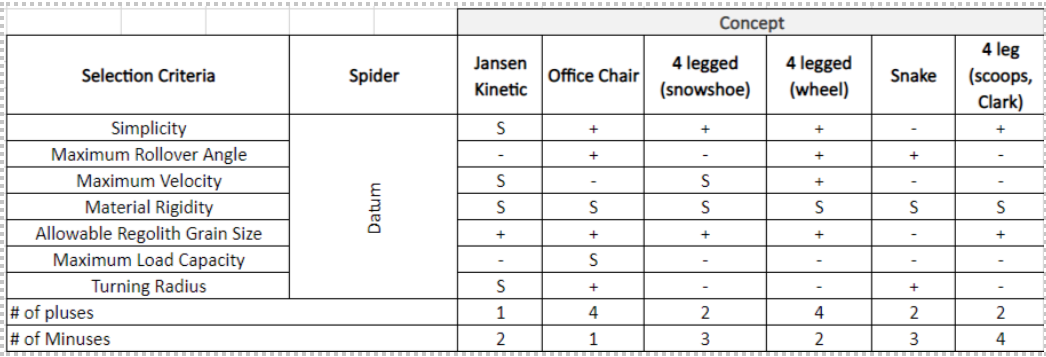 Concept
Selection Criteria Spider Jansen Kinetic Office Chair 4 legged (snowshoe) 4 legged (wheel) Snake 4 leg (scoops, Clark)
Datum
Simplicity S + + + - +
Maximum Rollover Angle - + - + + -
Maximum Velocity S - S + - -
Material Rigidity S S S S S S
Allowable Regolith Grain Size + + + + - +
Maximum Load Capacity - S - - - -
Turning Radius S + - - + -
# of pluses 1 4 2 4 2 2
# of Minuses 2 1 3 2 3 4